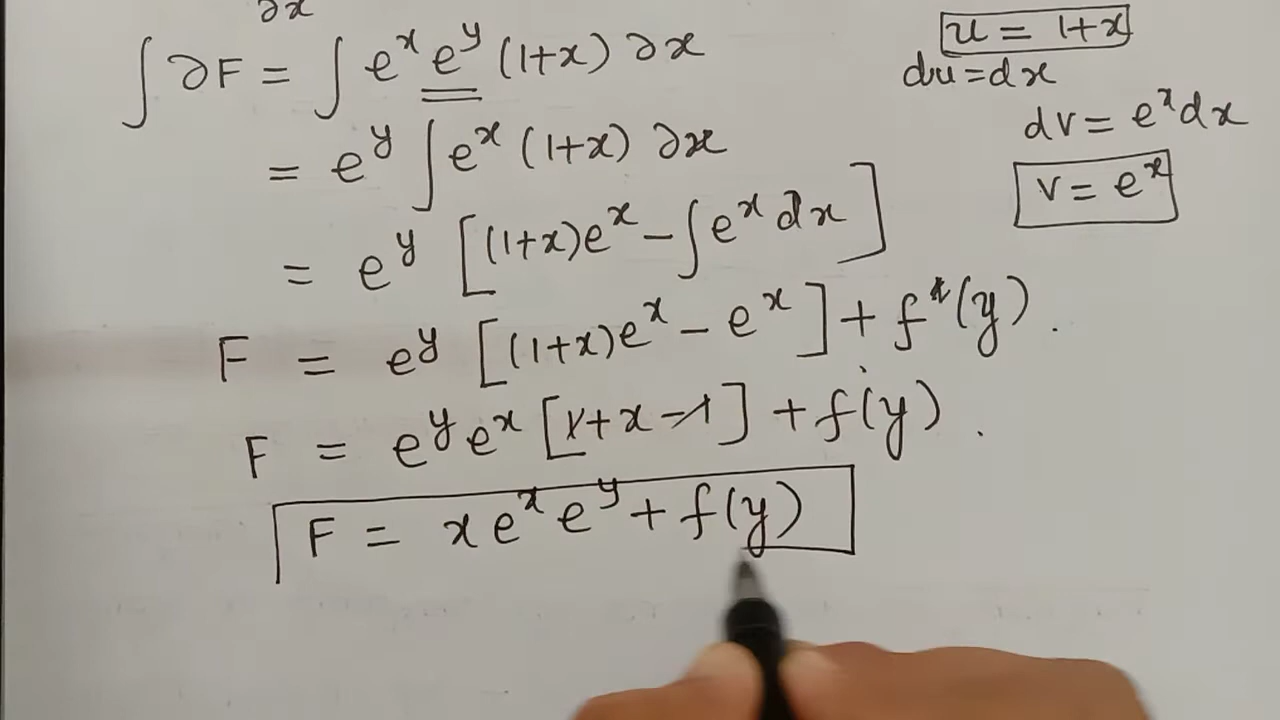 ∂x
∫ ∂F = ∫ eˣ eʸ (1+x) ∂x
= eʸ ∫ eˣ (1+x) ∂x
= eʸ [(1+x)eˣ - ∫ eˣ dx]
F = eʸ [(1+x)eˣ - eˣ] + f*(y) .
F = eʸ eˣ [1+x-1] + f(y) .
F = x eˣ eʸ + f(y)
u = 1+x
du = dx
dv = eˣ dx
v = eˣ